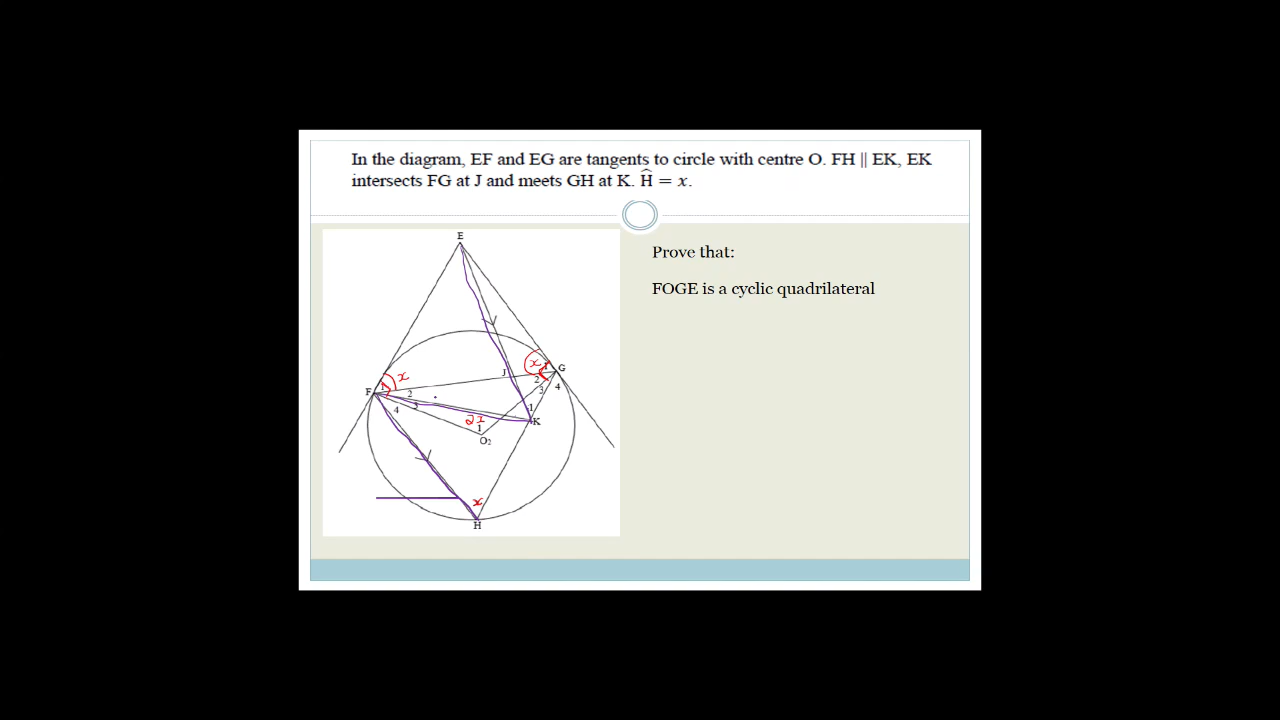 In the diagram, EF and EG are tangents to circle with centre O. FH || EK, EK
intersects FG at J and meets GH at K. Ĥ = x.
Prove that:
FOGE is a cyclic quadrilateral
E
x 1 G
J 2 4
F 1 x 2 3
4 3 1
2x K
1
O2
x
H